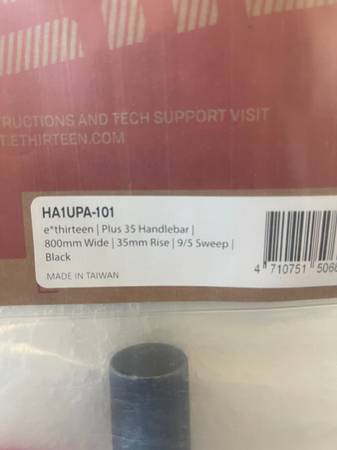 RUCTIONS AND TECH SUPPORT VISIT
T.ETHIRTEEN.COM
HA1UPA-101
e*thirteen | Plus 35 Handlebar |
800mm Wide | 35mm Rise | 9/5 Sweep |
Black
MADE IN TAIWAN
4 710751 506